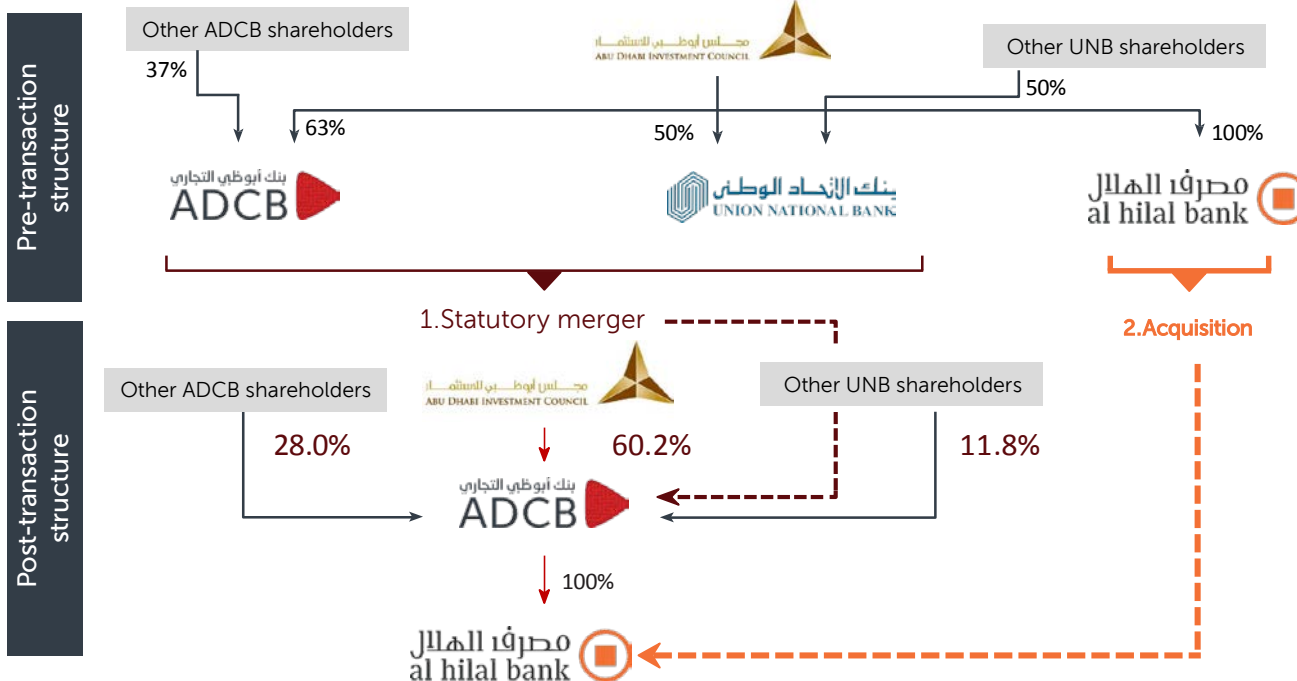 Pre-transaction
structure
Other ADCB shareholders
37%
مجلس أبوظبي للاستثمار
ABU DHABI INVESTMENT COUNCIL
Other UNB shareholders
50%
63%
50%
100%
بنك أبوظبي التجاري
ADCB
بنك الاتحاد الوطني
UNION NATIONAL BANK
مصرف الهلال
al hilal bank
1.Statutory merger
2.Acquisition
Post-transaction
structure
Other ADCB shareholders
مجلس أبوظبي للاستثمار
ABU DHABI INVESTMENT COUNCIL
Other UNB shareholders
28.0%
60.2%
11.8%
بنك أبوظبي التجاري
ADCB
100%
مصرف الهلال
al hilal bank